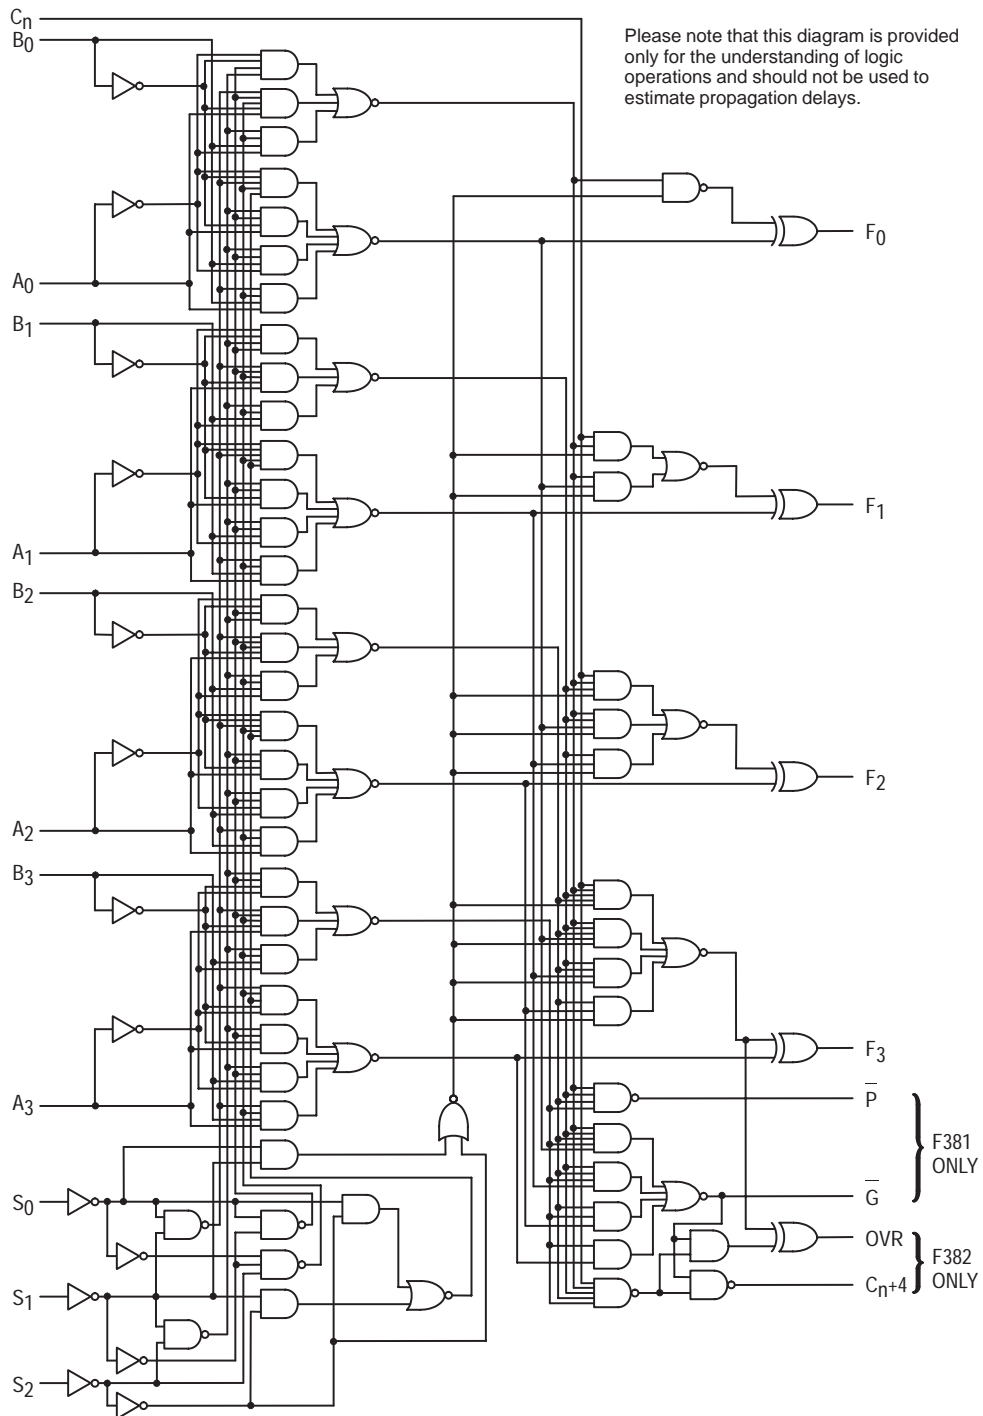 Cn
B0
Please note that this diagram is provided
only for the understanding of logic
operations and should not be used to
estimate propagation delays.
F0
A0
B1
F1
A1
B2
F2
A2
B3
F3
P̅
A3
F381
ONLY
G̅
S0
OVR
F382
ONLY
Cn+4
S1
S2